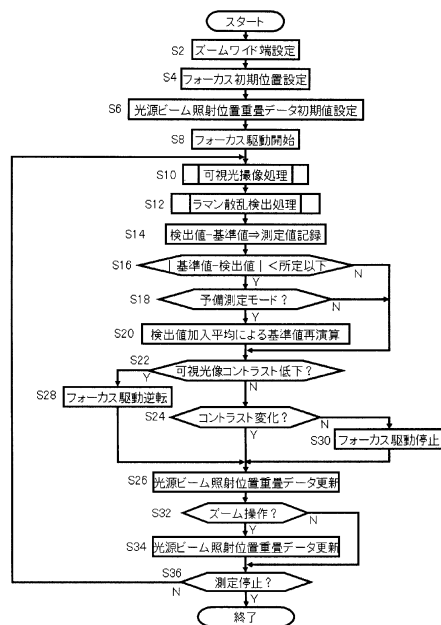 スタート
S2 ズームワイド端設定
S4 フォーカス初期位置設定
S6 光源ビーム照射位置重畳データ初期値設定
S8 フォーカス駆動開始
S10 可視光撮像処理
S12 ラマン散乱検出処理
S14 検出値-基準値⇒測定値記録
S16 |基準値-検出値|<所定以下 N
Y
S18 予備測定モード? N
Y
S20 検出値加入平均による基準値再演算
S22 可視光像コントラスト低下?
Y N
S28 フォーカス駆動逆転
S24 コントラスト変化? N
Y
S30 フォーカス駆動停止
S26 光源ビーム照射位置重畳データ更新
S32 ズーム操作? N
Y
S34 光源ビーム照射位置重畳データ更新
S36 測定停止?
N Y
終了